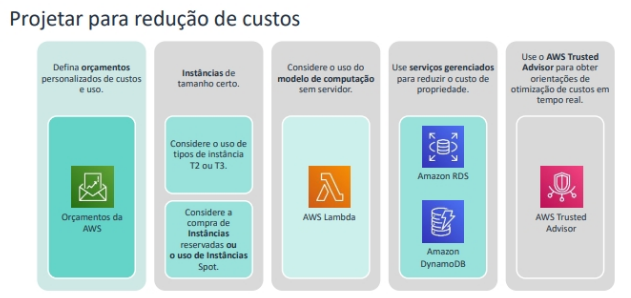 Projetar para redução de custos
Defina orçamentos
personalizados de custos
e uso.
Orçamentos da
AWS
Instâncias de
tamanho certo.
Considere o uso de
tipos de instância
T2 ou T3.
Considere a
compra de
Instâncias
reservadas ou
o uso de Instâncias
Spot.
Considere o uso do
modelo de computação
sem servidor.
AWS Lambda
Use serviços gerenciados
para reduzir o custo de
propriedade.
Amazon RDS
Amazon
DynamoDB
Use o AWS Trusted
Advisor para obter
orientações de
otimização de custos em
tempo real.
AWS Trusted
Advisor